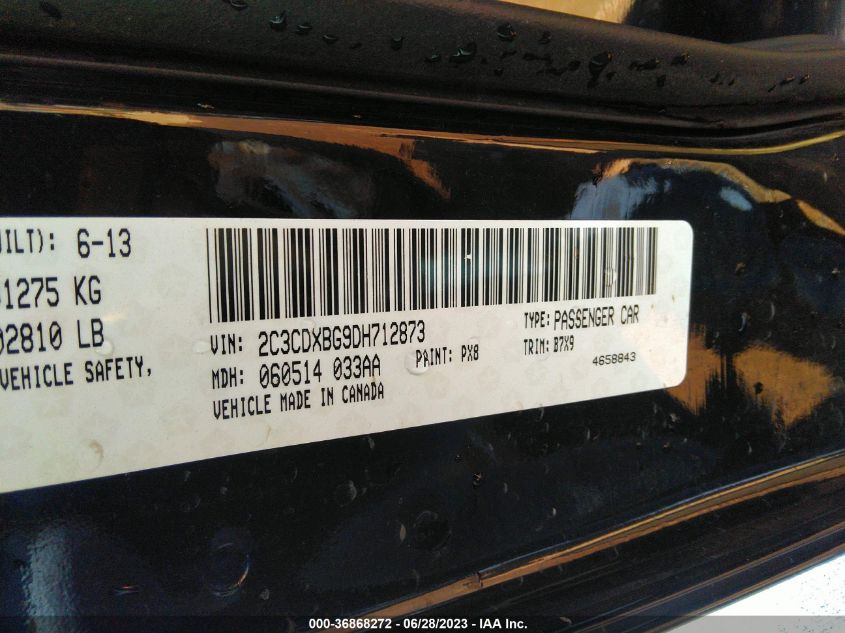 UILT): 6-13
1275 KG
02810 LB
VEHICLE SAFETY,
VIN: 2C3CDXBG9DH712873
TYPE: PASSENGER CAR
MDH: 060514 033AA
PAINT: PX8
TRIM: B7X9
VEHICLE MADE IN CANADA
4658843
000-36868272 - 06/28/2023 - IAA Inc.